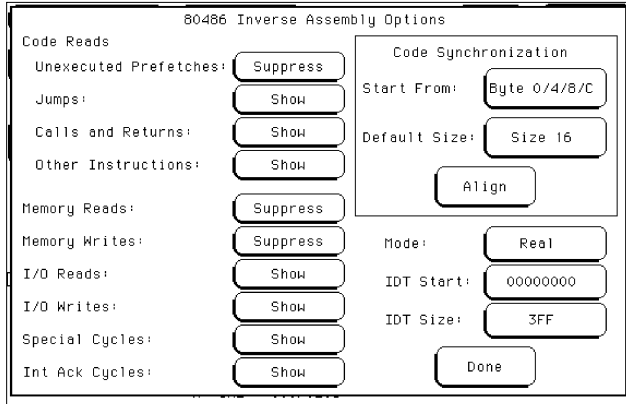 80486 Inverse Assembly Options
Code Reads
Unexecuted Prefetches: Suppress
Jumps: Show
Calls and Returns: Show
Other Instructions: Show
Memory Reads: Suppress
Memory Writes: Suppress
I/O Reads: Show
I/O Writes: Show
Special Cycles: Show
Int Ack Cycles: Show
Code Synchronization
Start From: Byte 0/4/8/C
Default Size: Size 16
Align
Mode: Real
IDT Start: 00000000
IDT Size: 3FF
Done